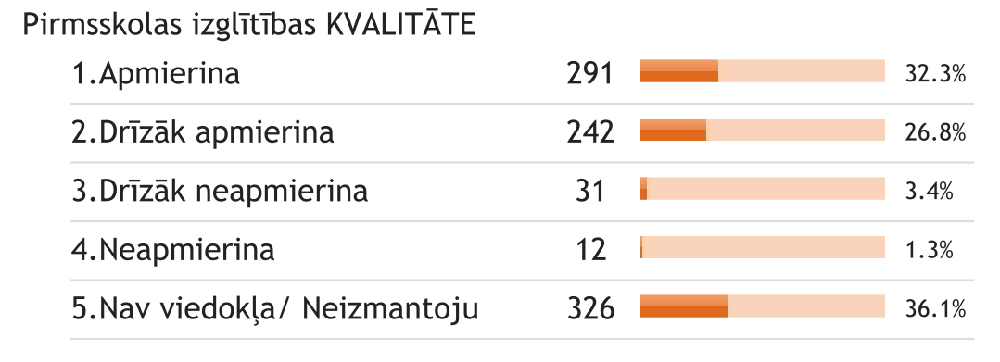 Pirmsskolas izglītības KVALITĀTE
1.Apmierina 291 32.3%
2.Drīzāk apmierina 242 26.8%
3.Drīzāk neapmierina 31 3.4%
4.Neapmierina 12 1.3%
5.Nav viedokļa/ Neizmantoju 326 36.1%